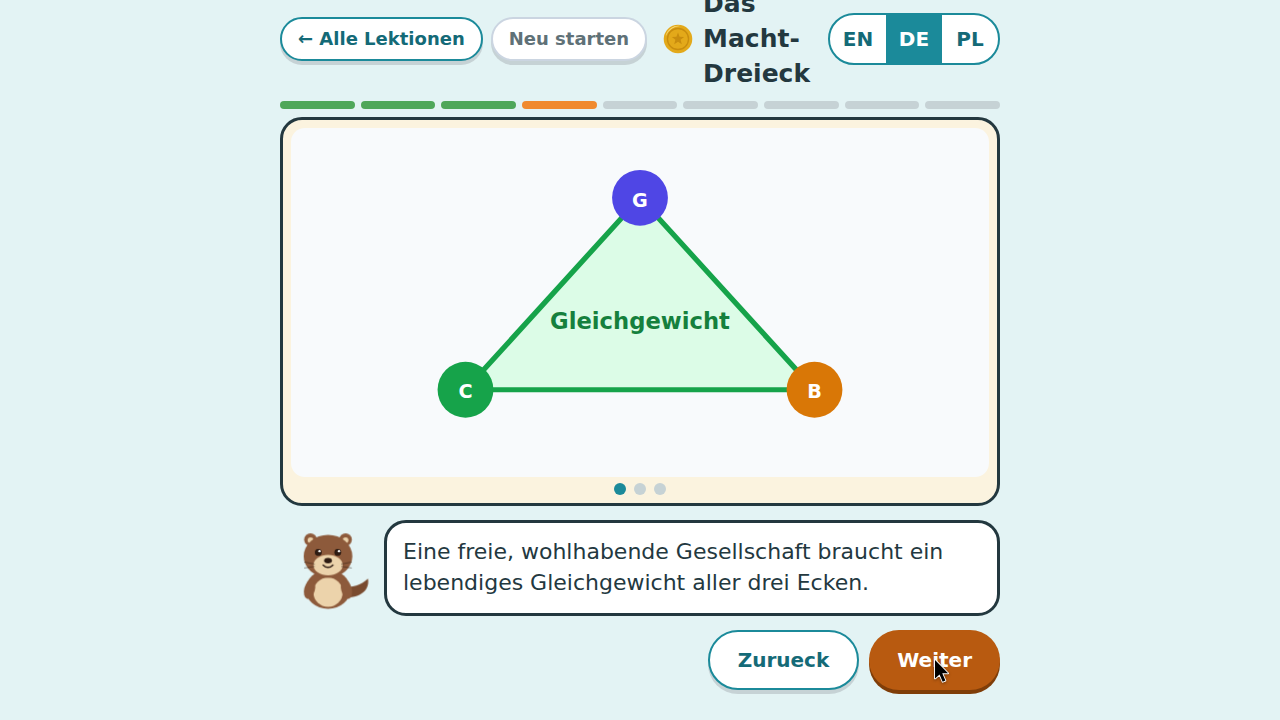 ← Alle Lektionen
Neu starten
Das
Macht-
Dreieck
EN
DE
PL
G
Gleichgewicht
C
B
Eine freie, wohlhabende Gesellschaft braucht ein
lebendiges Gleichgewicht aller drei Ecken.
Zurueck
Weiter